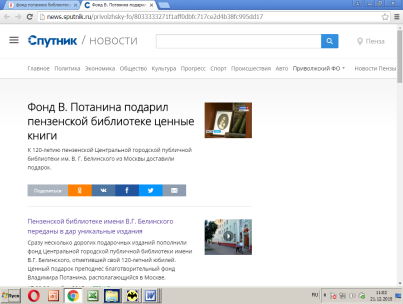 фонд потанина библиотек
Фонд В. Потанина подаро
news.sputnik.ru/privolzhsky-fo/
Спутник / НОВОСТИ
Пенза
Главное Политика Экономика Общество Культура Прогресс Спорт Происшествия Авто Приволжский ФО Новости Пензы
Фонд В. Потанина подарил
пензенской библиотеке ценные
книги
К 120-летию пензенской Центральной городской публичной
библиотеки им. В. Г. Белинского из Москвы доставили
подарок.
Поделиться
Пензенской библиотеке имени В.Г. Белинского
переданы в дар уникальные издания
Сразу несколько дорогих подарочных изданий пополнили
фонд Центральной городской публичной библиотеки имени
В.Г. Белинского, отметившей свой 120-летний юбилей.
Ценный подарок преподнес благотворительный фонд
Владимира Потанина, располагающийся в Москве.
Пуск
RU
11:03
21.12.2015